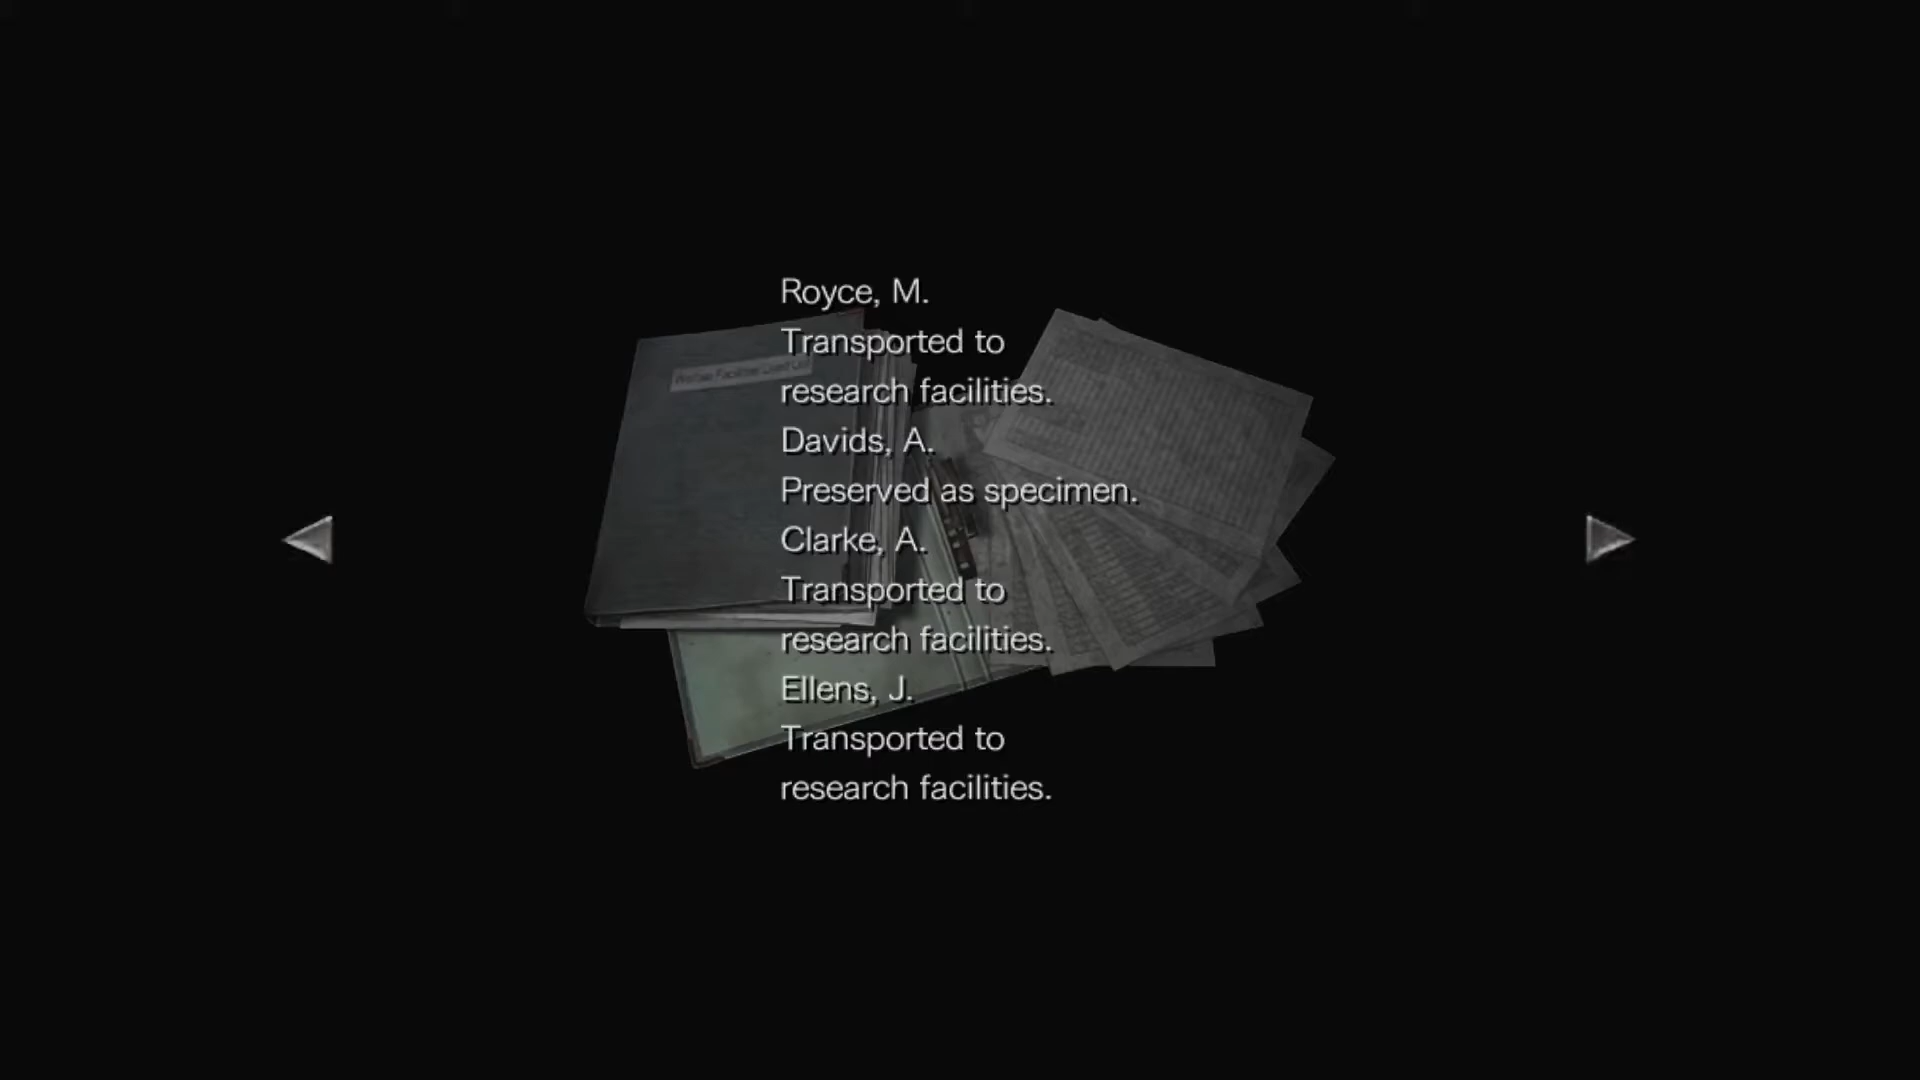 Royce, M.
Transported to
research facilities.
Davids, A.
Preserved as specimen.
Clarke, A.
Transported to
research facilities.
Ellens, J.
Transported to
research facilities.